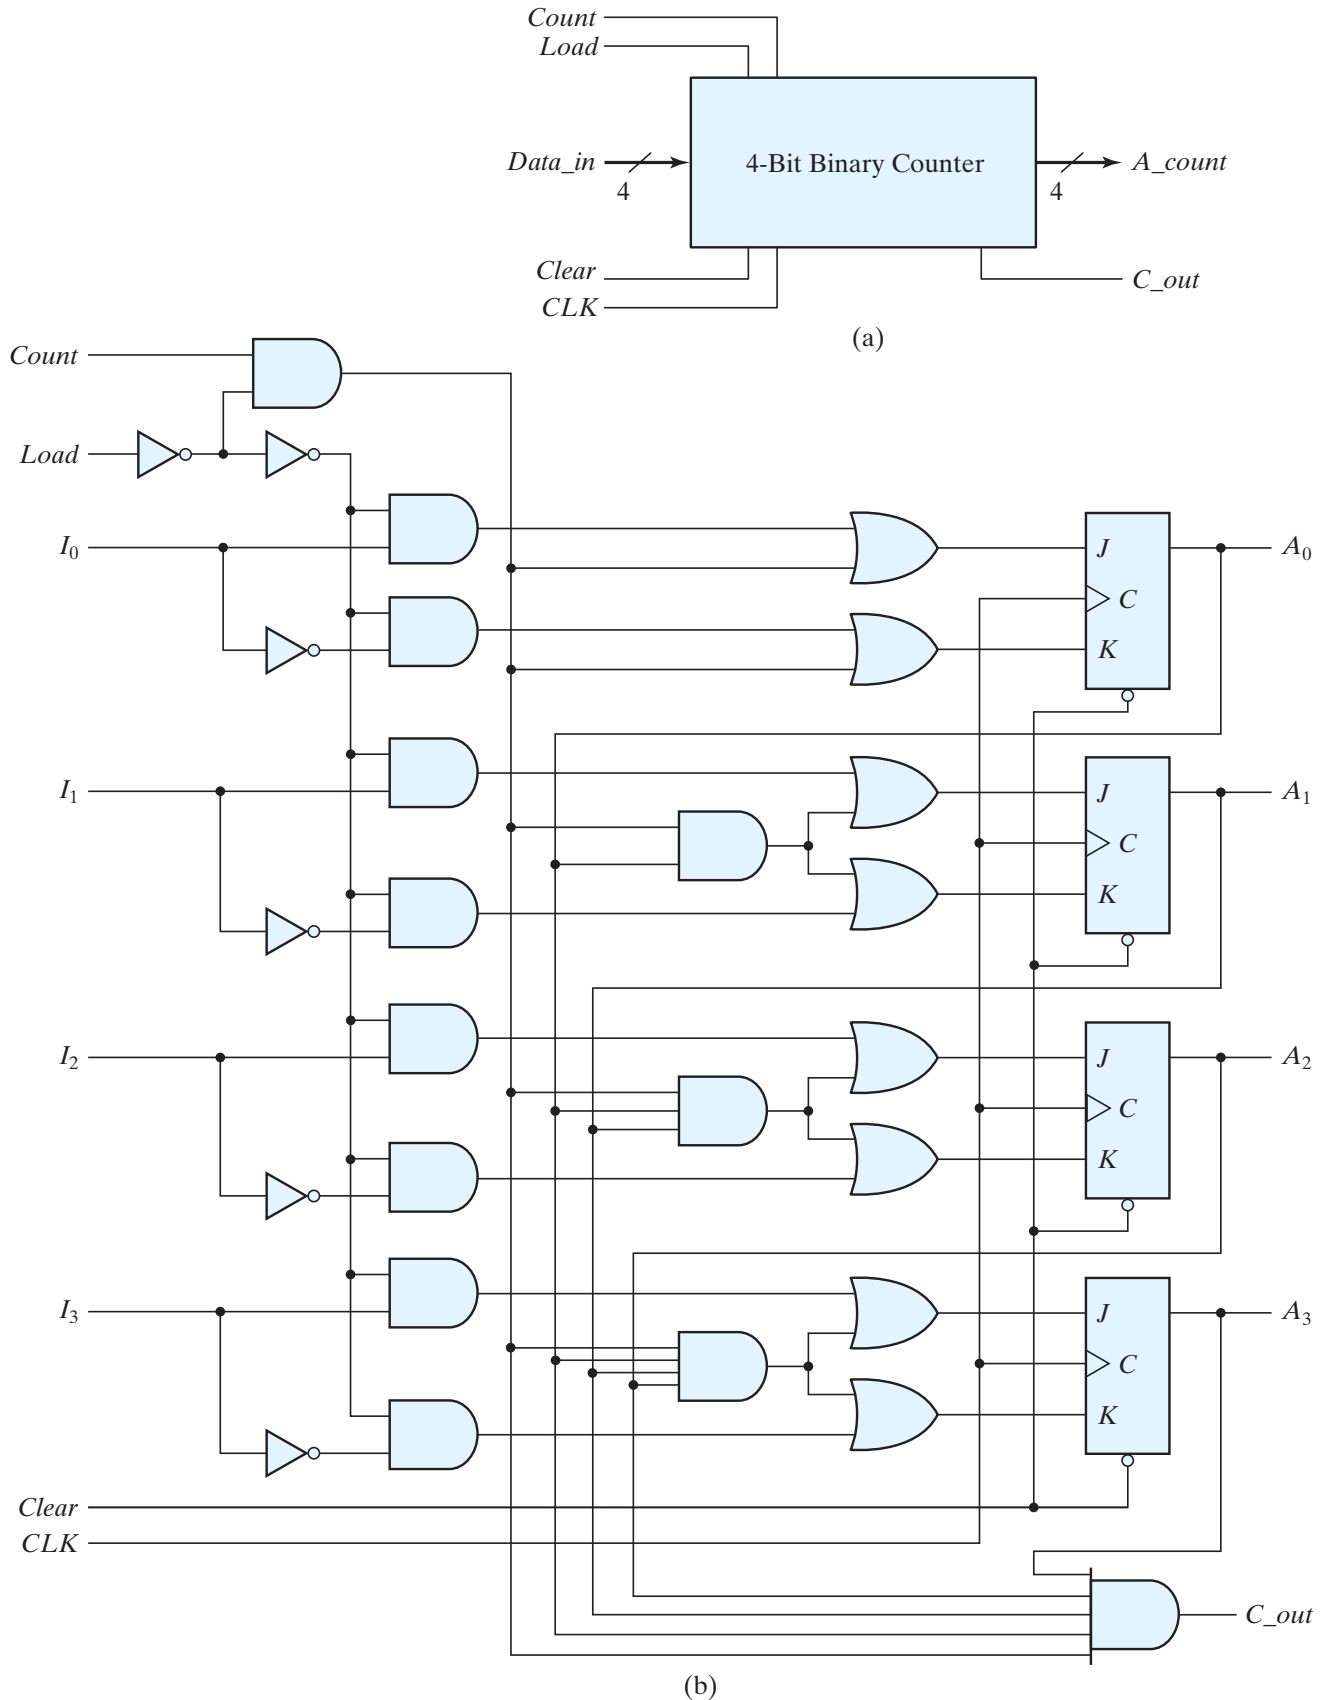 Count
Load
Data_in
4
4-Bit Binary Counter
4
A_count
Clear
CLK
C_out
(a)
Count
Load
I0
J
C
K
A0
I1
J
C
K
A1
I2
J
C
K
A2
I3
J
C
K
A3
Clear
CLK
C_out
(b)